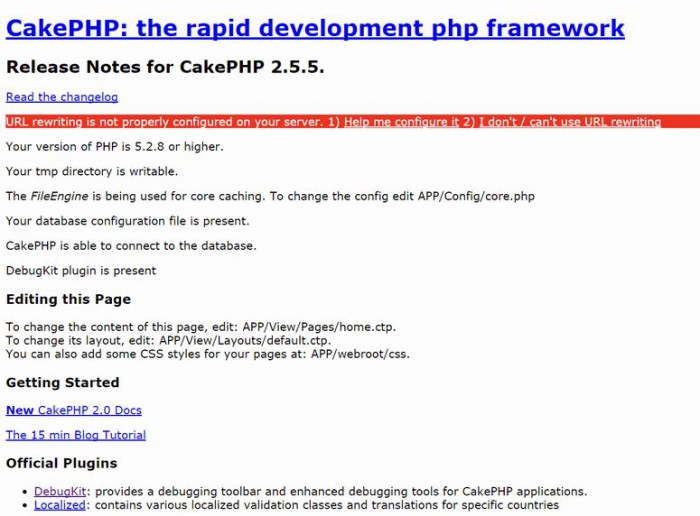 CakePHP: the rapid development php framework
Release Notes for CakePHP 2.5.5.
Read the changelog
URL rewriting is not properly configured on your server. 1) Help me configure it 2) I don't / can't use URL rewriting
Your version of PHP is 5.2.8 or higher.
Your tmp directory is writable.
The FileEngine is being used for core caching. To change the config edit APP/Config/core.php
Your database configuration file is present.
CakePHP is able to connect to the database.
DebugKit plugin is present
Editing this Page
To change the content of this page, edit: APP/View/Pages/home.ctp.
To change its layout, edit: APP/View/Layouts/default.ctp.
You can also add some CSS styles for your pages at: APP/webroot/css.
Getting Started
New CakePHP 2.0 Docs
The 15 min Blog Tutorial
Official Plugins
• DebugKit: provides a debugging toolbar and enhanced debugging tools for CakePHP applications.
• Localized: contains various localized validation classes and translations for specific countries